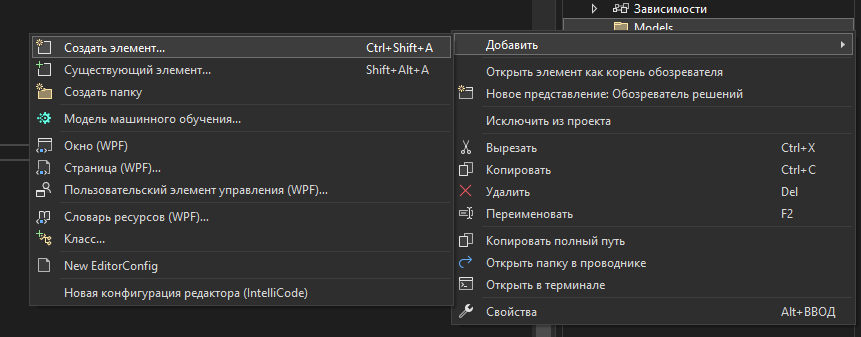 Зависимости
Models
Создать элемент... Ctrl+Shift+A
Существующий элемент... Shift+Alt+A
Создать папку
Модель машинного обучения...
Окно (WPF)
Страница (WPF)...
Пользовательский элемент управления (WPF)...
Словарь ресурсов (WPF)...
Класс...
New EditorConfig
Новая конфигурация редактора (IntelliCode)
Добавить
Открыть элемент как корень обозревателя
Новое представление: Обозреватель решений
Исключить из проекта
Вырезать Ctrl+X
Копировать Ctrl+C
Удалить Del
Переименовать F2
Копировать полный путь
Открыть папку в проводнике
Открыть в терминале
Свойства Alt+ВВОД